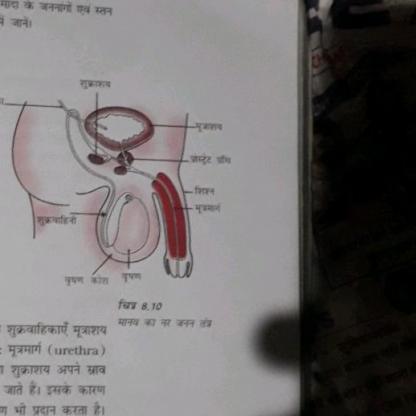 मादा के जननांगों एवं स्तन
में जानें।
शुक्राशय
मूत्राशय
प्रोस्टेट ग्रंथि
शिश्न
मूत्रमार्ग
शुक्रवाहिनी
वृषण कोश
वृषण
चित्र 8.10
मानव का नर जनन तंत्र
शुक्रवाहिकाएँ मूत्राशय
मूत्रमार्ग (urethra)
शुक्राशय अपने स्राव
जाते हैं। इसके कारण
भी प्रदान करता है।